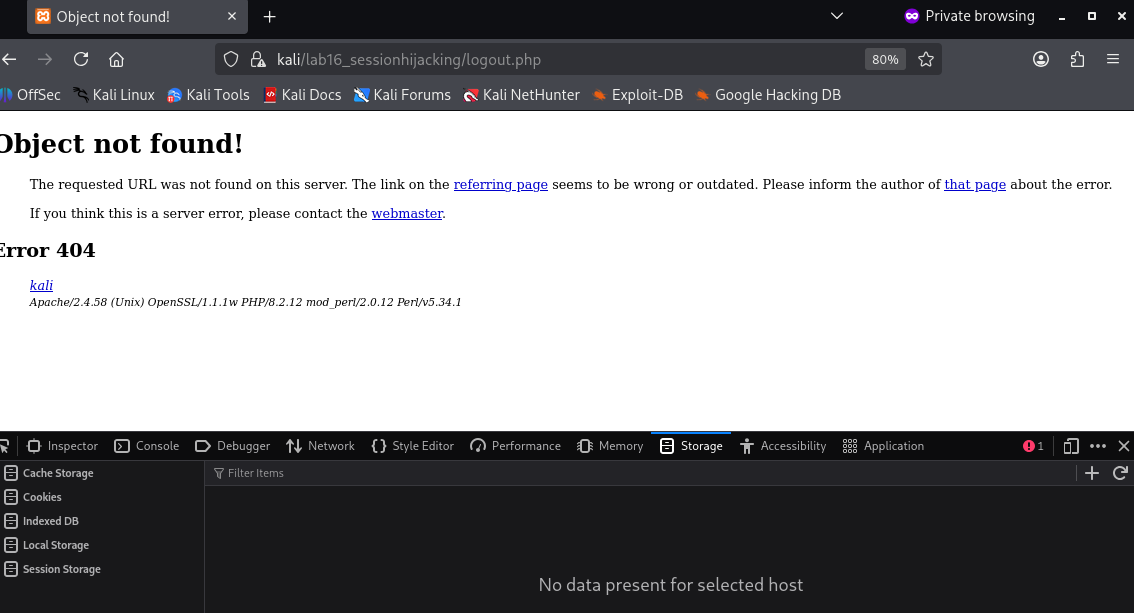 Object not found!
Private browsing
kali/lab16_sessionhijacking/logout.php
80%
OffSec Kali Linux Kali Tools Kali Docs Kali Forums Kali NetHunter Exploit-DB Google Hacking DB
Object not found!
The requested URL was not found on this server. The link on the referring page seems to be wrong or outdated. Please inform the author of that page about the error.
If you think this is a server error, please contact the webmaster.
Error 404
kali
Apache/2.4.58 (Unix) OpenSSL/1.1.1w PHP/8.2.12 mod_perl/2.0.12 Perl/v5.34.1
Inspector Console Debugger Network Style Editor Performance Memory Storage Accessibility Application 1
Cache Storage
Filter Items
Cookies
Indexed DB
Local Storage
Session Storage
No data present for selected host